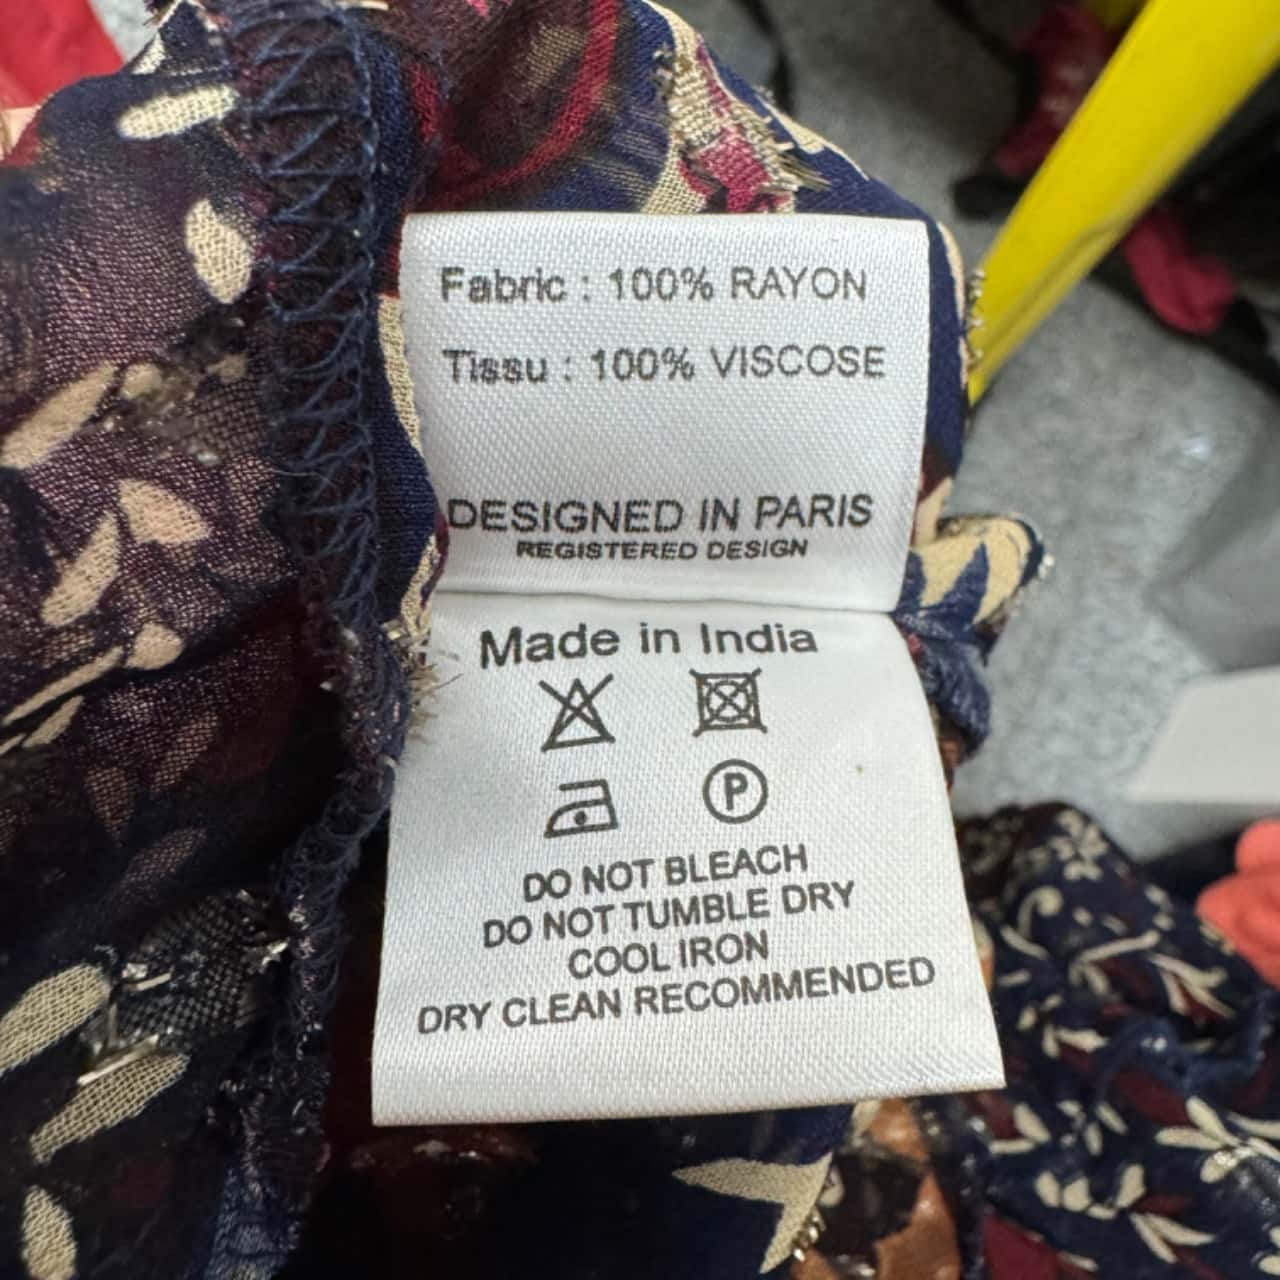 Fabric : 100% RAYON
Tissu : 100% VISCOSE
DESIGNED IN PARIS
REGISTERED DESIGN
Made in India
P
DO NOT BLEACH
DO NOT TUMBLE DRY
COOL IRON
DRY CLEAN RECOMMENDED